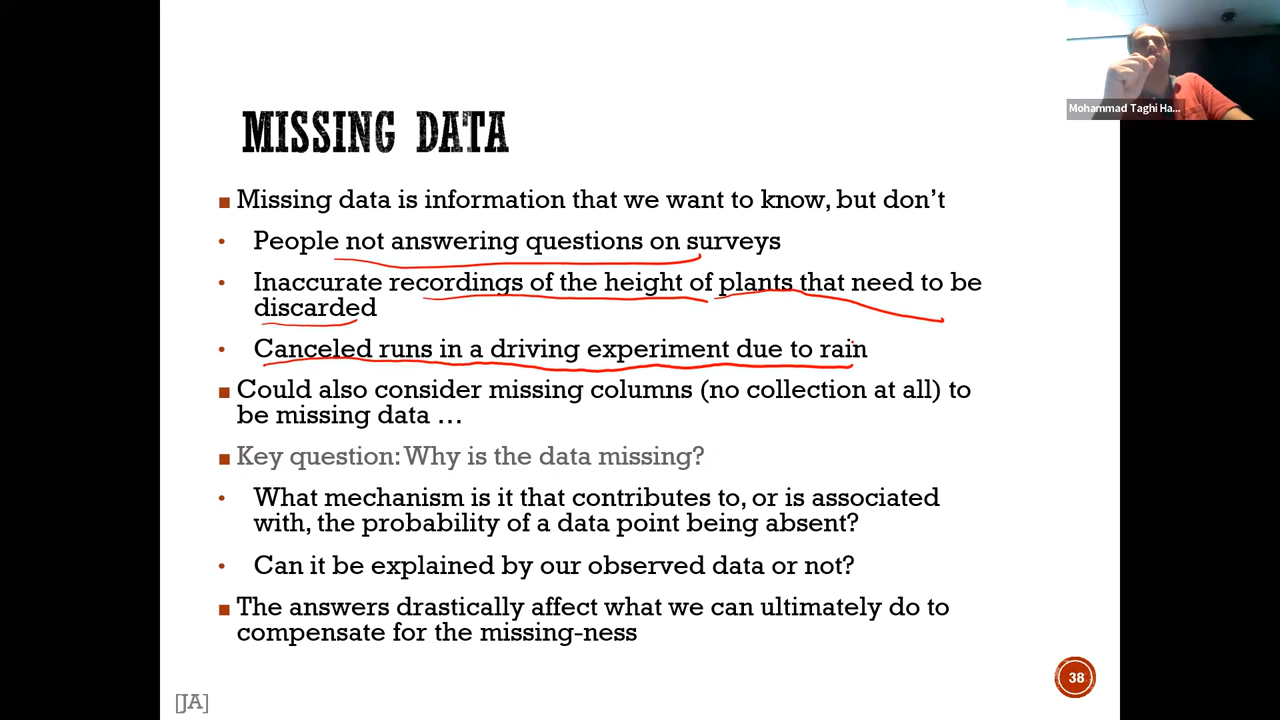 Mohammad Taghi Ha...
MISSING DATA
■ Missing data is information that we want to know, but don’t
• People not answering questions on surveys
• Inaccurate recordings of the height of plants that need to be
discarded
• Canceled runs in a driving experiment due to rain
■ Could also consider missing columns (no collection at all) to
be missing data …
■ Key question: Why is the data missing?
• What mechanism is it that contributes to, or is associated
with, the probability of a data point being absent?
• Can it be explained by our observed data or not?
■ The answers drastically affect what we can ultimately do to
compensate for the missing-ness
38
[JA]